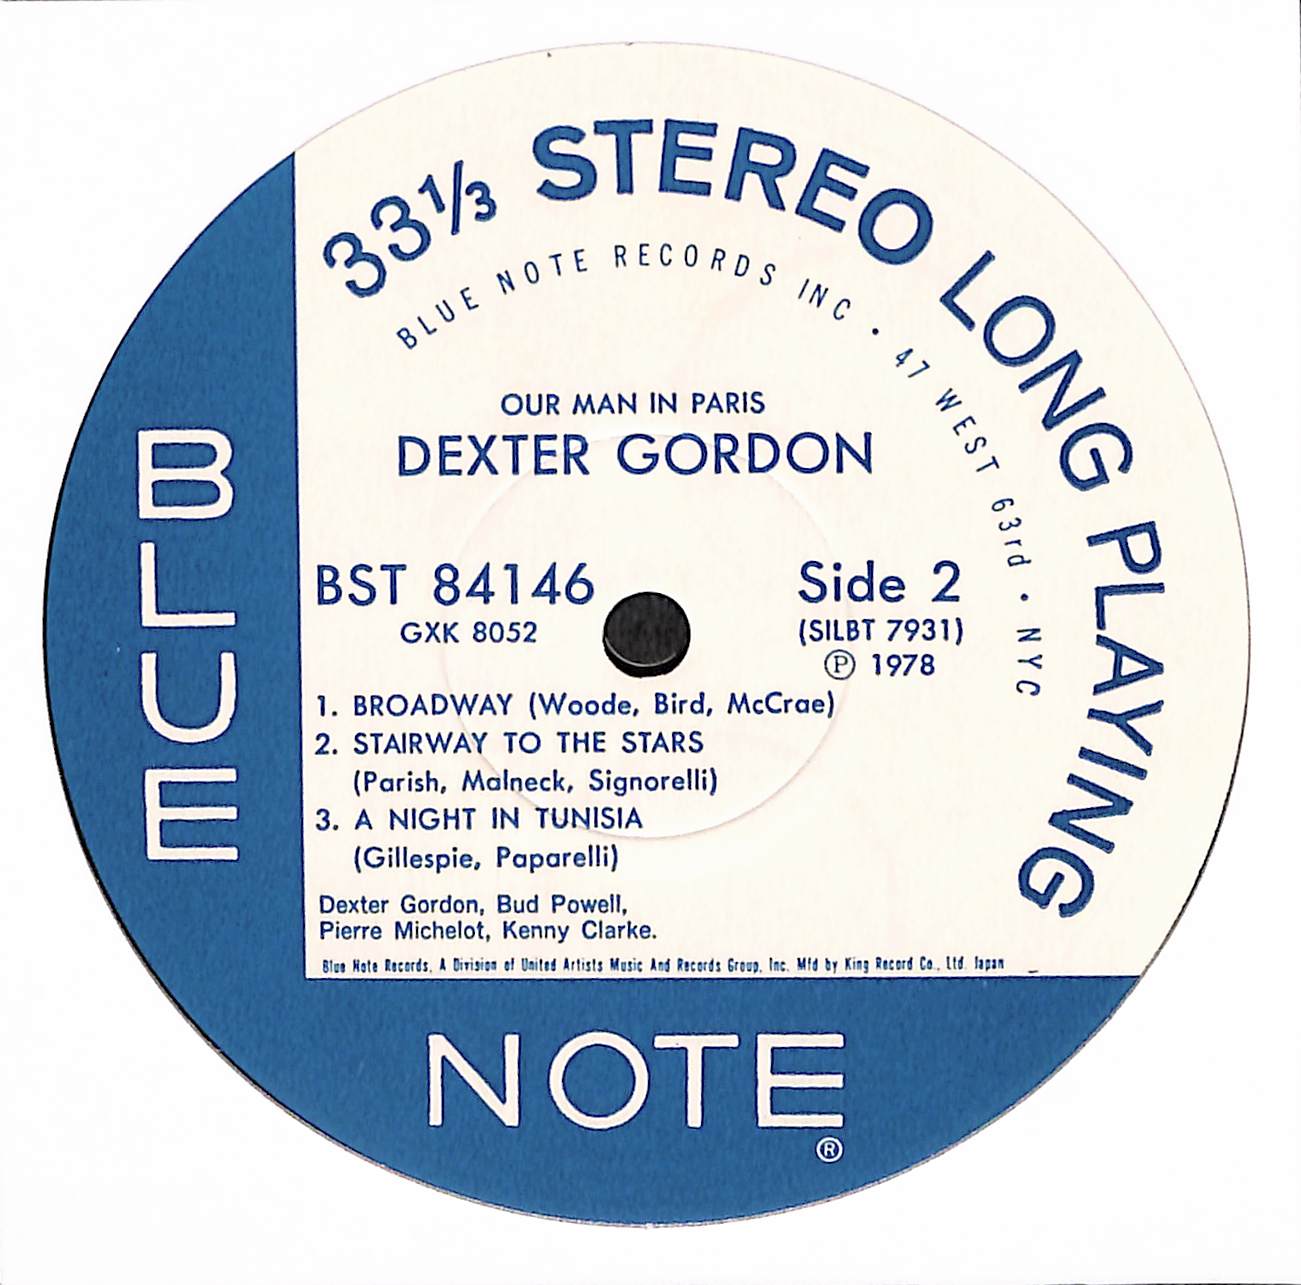 33⅓ STEREO LONG PLAYING
BLUE NOTE RECORDS INC • 47 WEST 63rd • NYC
OUR MAN IN PARIS
DEXTER GORDON
BST 84146
GXK 8052
Side 2
(SILBT 7931)
Ⓟ 1978
1. BROADWAY (Woode, Bird, McCrae)
2. STAIRWAY TO THE STARS
(Parish, Malneck, Signorelli)
3. A NIGHT IN TUNISIA
(Gillespie, Paparelli)
Dexter Gordon, Bud Powell,
Pierre Michelot, Kenny Clarke.
Blue Note Records, A Division of United Artists Music And Records Group, Inc. Mfd by King Record Co., Ltd. Japan
BLUE
NOTE
®